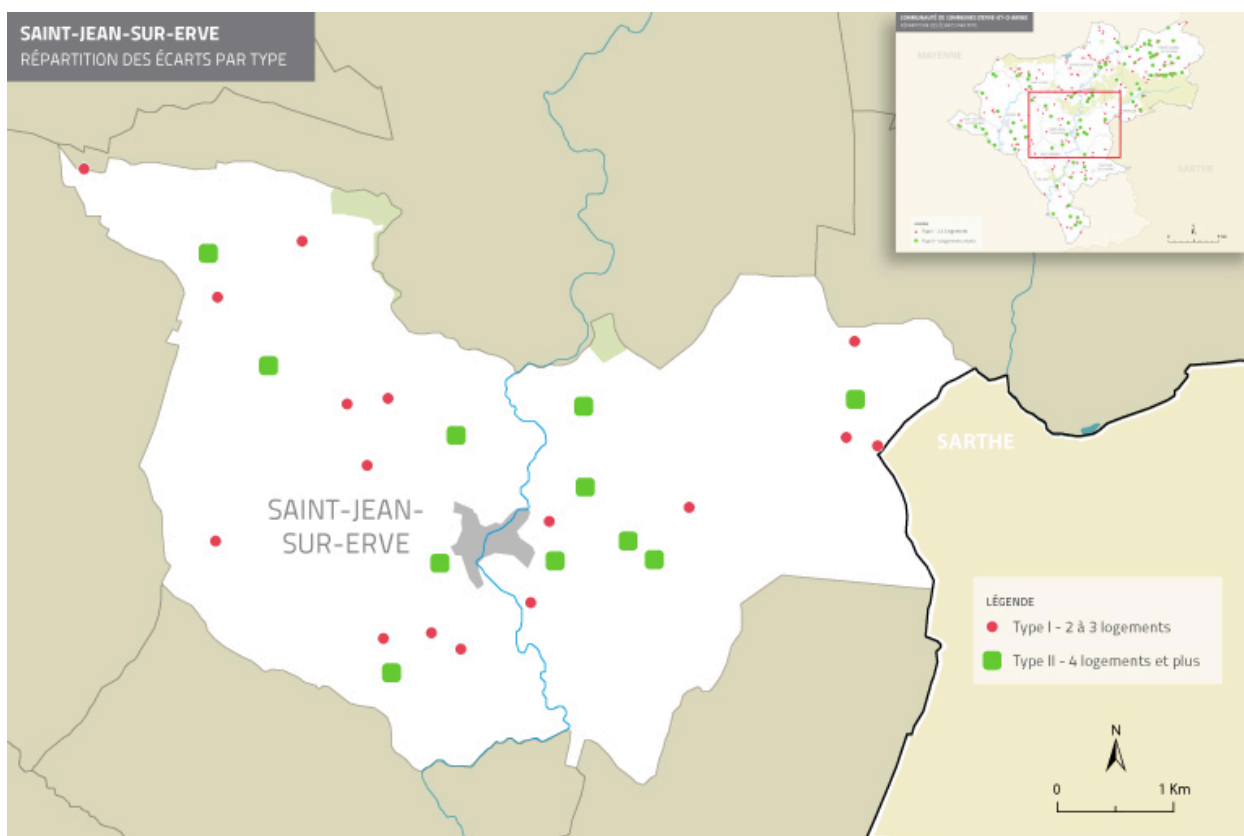 SAINT-JEAN-SUR-ERVE
RÉPARTITION DES ÉCARTS PAR TYPE
MAYENNE
SARTHE
SARTHE
SAINT-JEAN-
SUR-ERVE
LÉGENDE
Type I - 2 à 3 logements
Type II - 4 logements et plus
N
0 1 Km